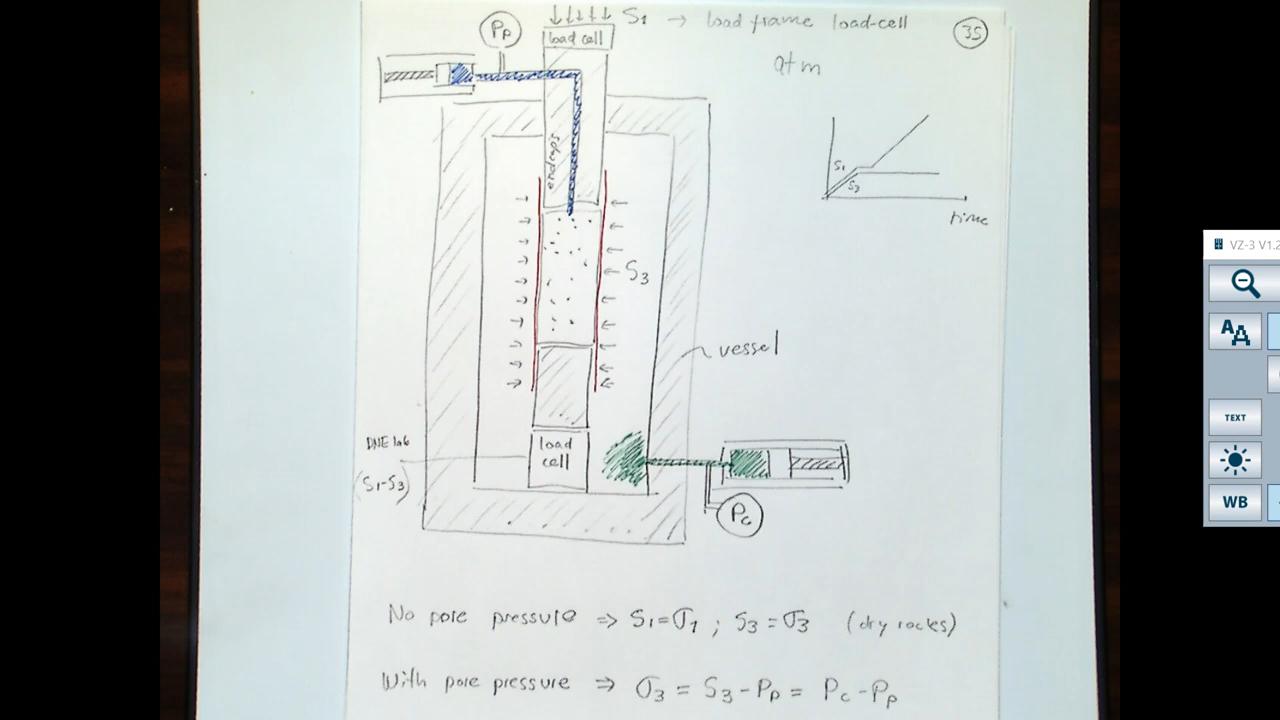 S1 → load frame load-cell
35
Pp
load cell
atm
endcaps
S1
S3
time
S3
vessel
load
cell
(S1-S3)
Pc
No pore pressure ⇒ S1=σ1 ; S3 = σ3 (dry rocks)
With pore pressure ⇒ σ3 = S3 - Pp = Pc - Pp
VZ-3 V1.2
AA
TEXT
WB